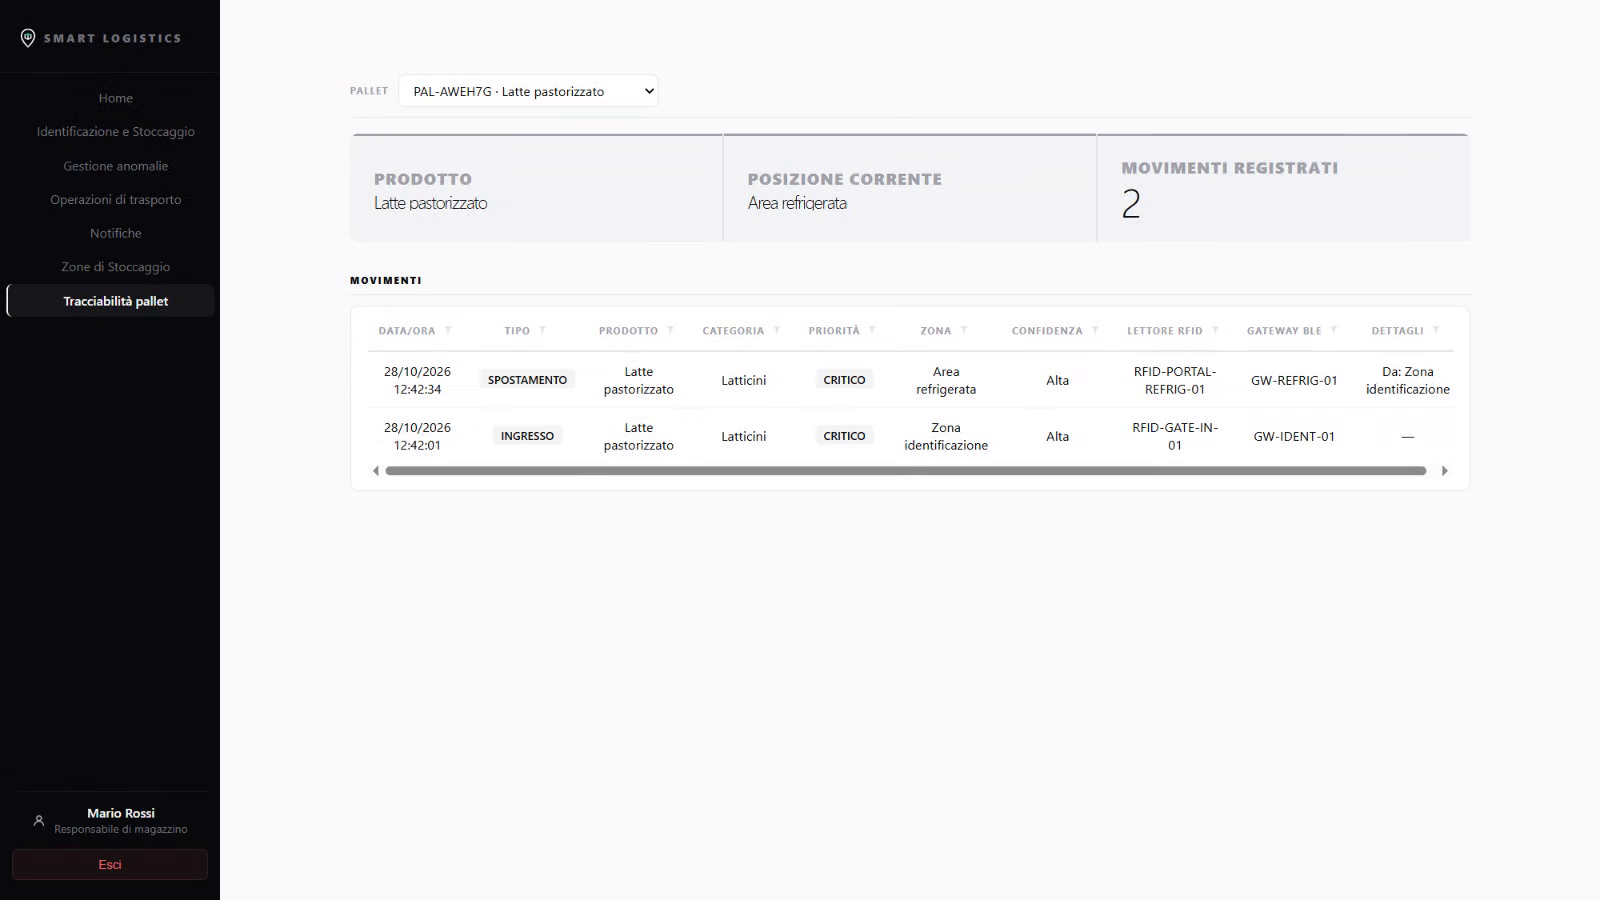 SMART LOGISTICS
Home
Identificazione e Stoccaggio
Gestione anomalie
Operazioni di trasporto
Notifiche
Zone di Stoccaggio
Tracciabilità pallet
Mario Rossi
Responsabile di magazzino
Esci
PALLET PAL-AWEH7G · Latte pastorizzato
PRODOTTO
Latte pastorizzato
POSIZIONE CORRENTE
Area refrigerata
MOVIMENTI REGISTRATI
2
MOVIMENTI
DATA/ORA TIPO PRODOTTO CATEGORIA PRIORITÀ ZONA CONFIDENZA LETTORE RFID GATEWAY BLE DETTAGLI
28/10/2026 12:42:34 SPOSTAMENTO Latte pastorizzato Latticini CRITICO Area refrigerata Alta RFID-PORTAL-REFRIG-01 GW-REFRIG-01 Da: Zona identificazione
28/10/2026 12:42:01 INGRESSO Latte pastorizzato Latticini CRITICO Zona identificazione Alta RFID-GATE-IN-01 GW-IDENT-01 —